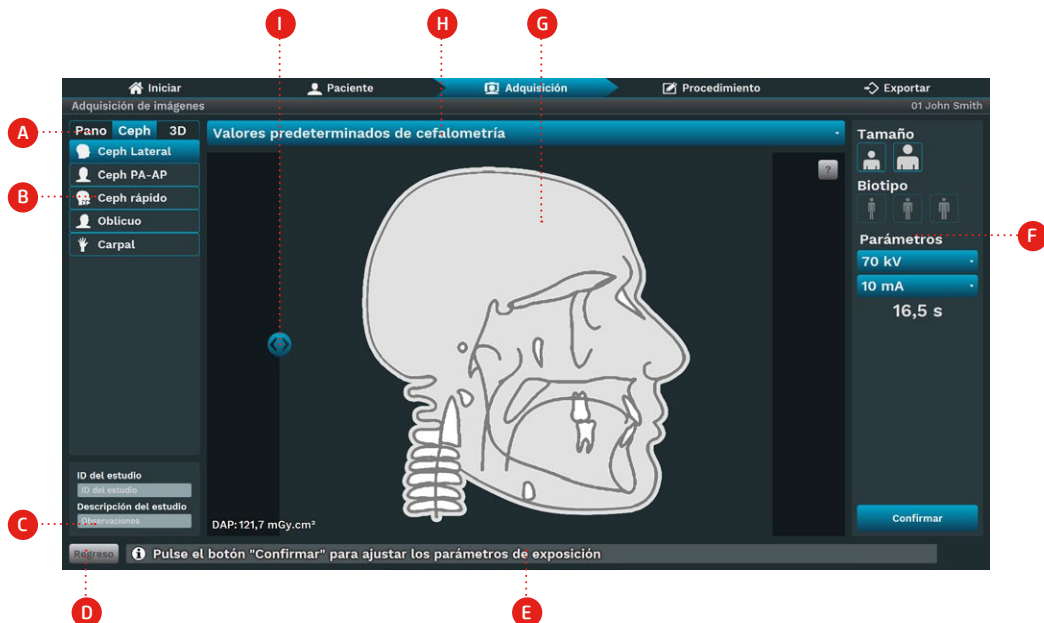 I
H
G
Iniciar
Paciente
Adquisición
Procedimiento
Exportar
Adquisición de imágenes
01 John Smith
A
Pano
Ceph
3D
Valores predeterminados de cefalometría
Tamaño
Ceph Lateral
?
Ceph PA-AP
Biotipo
B
Ceph rápido
Oblicuo
F
Carpal
Parámetros
70 kV
10 mA
16,5 s
ID del estudio
ID del estudio
Descripción del estudio
C
Observaciones
DAP: 121,7 mGy.cm²
Confirmar
Regreso
Pulse el botón "Confirmar" para ajustar los parámetros de exposición
D
E